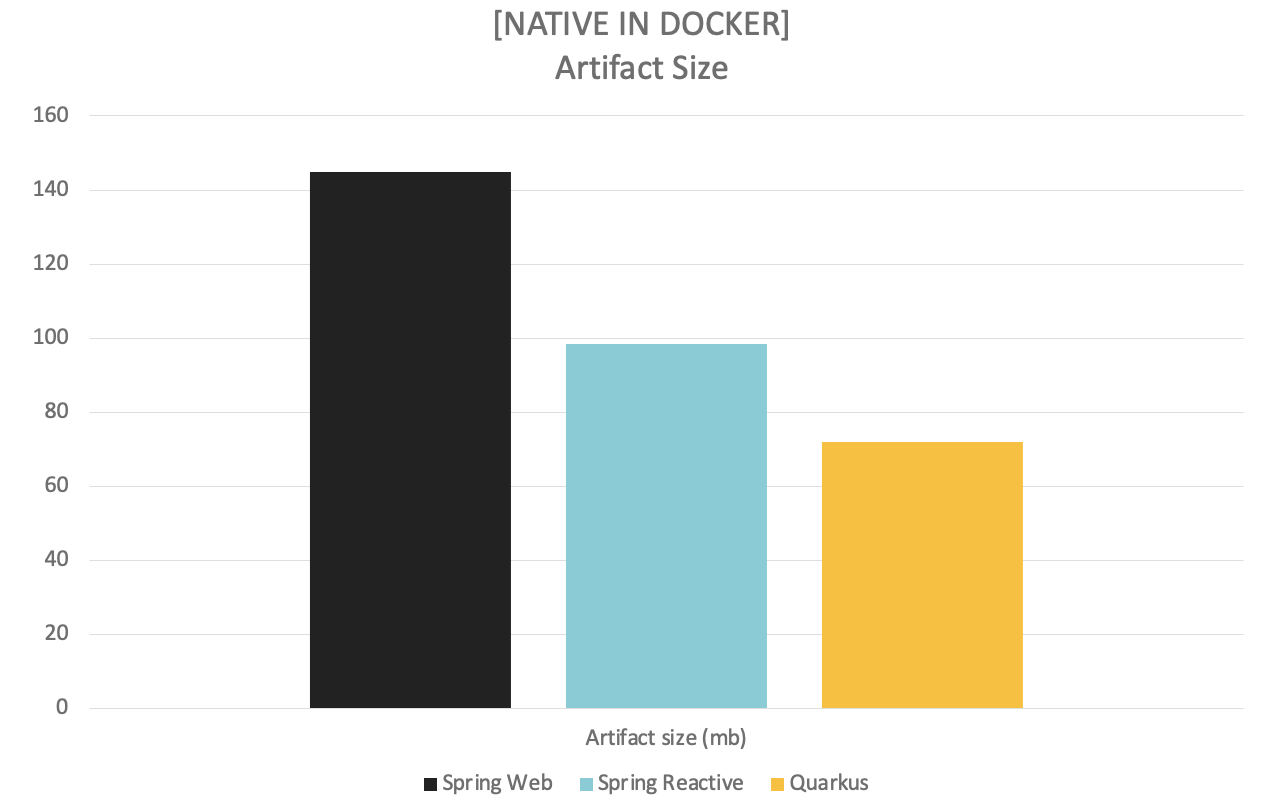 [NATIVE IN DOCKER]
Artifact Size
160
140
120
100
80
60
40
20
0
Artifact size (mb)
Spring Web Spring Reactive Quarkus